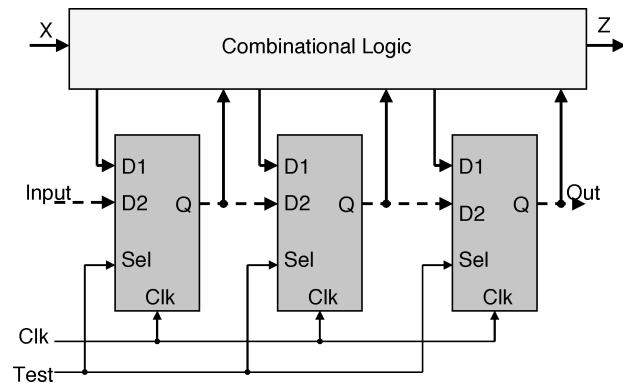 X
Combinational Logic
Z
D1
D1
D1
Input
D2
Q
D2
Q
D2
Q
Out
Sel
Sel
Sel
Clk
Clk
Clk
Clk
Test